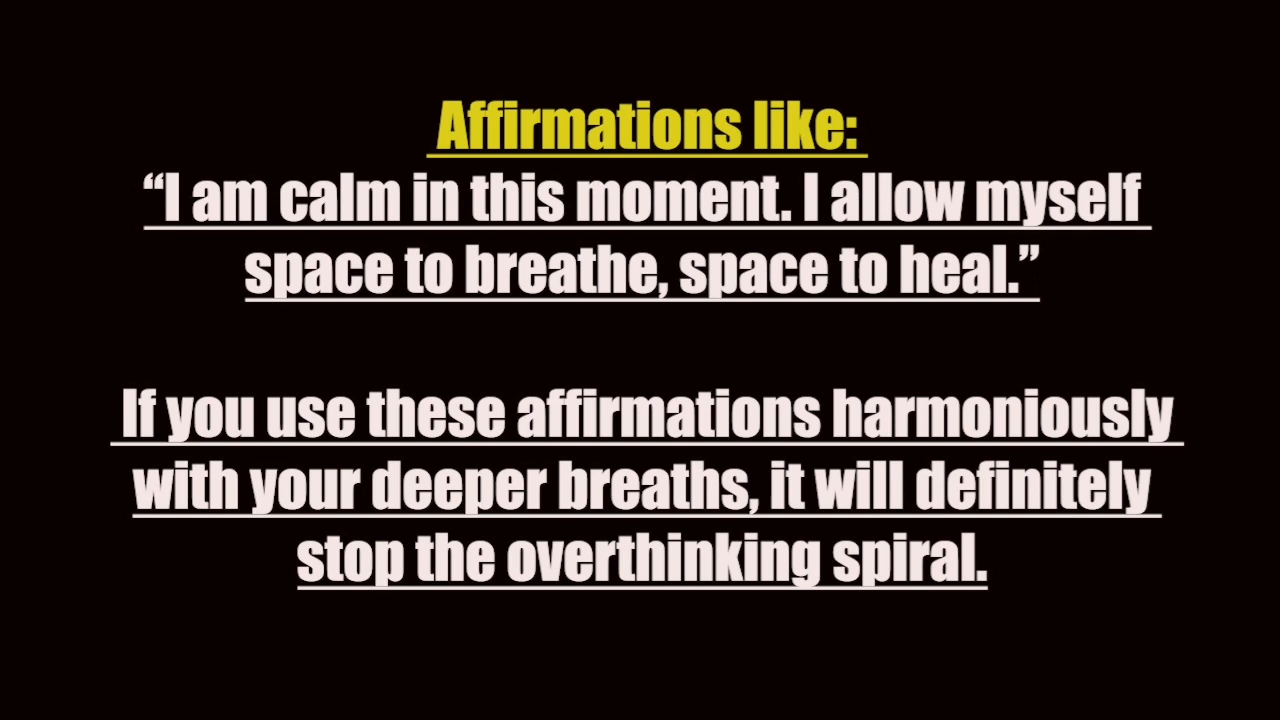 Affirmations like:
“I am calm in this moment. I allow myself
space to breathe, space to heal.”
If you use these affirmations harmoniously
with your deeper breaths, it will definitely
stop the overthinking spiral.